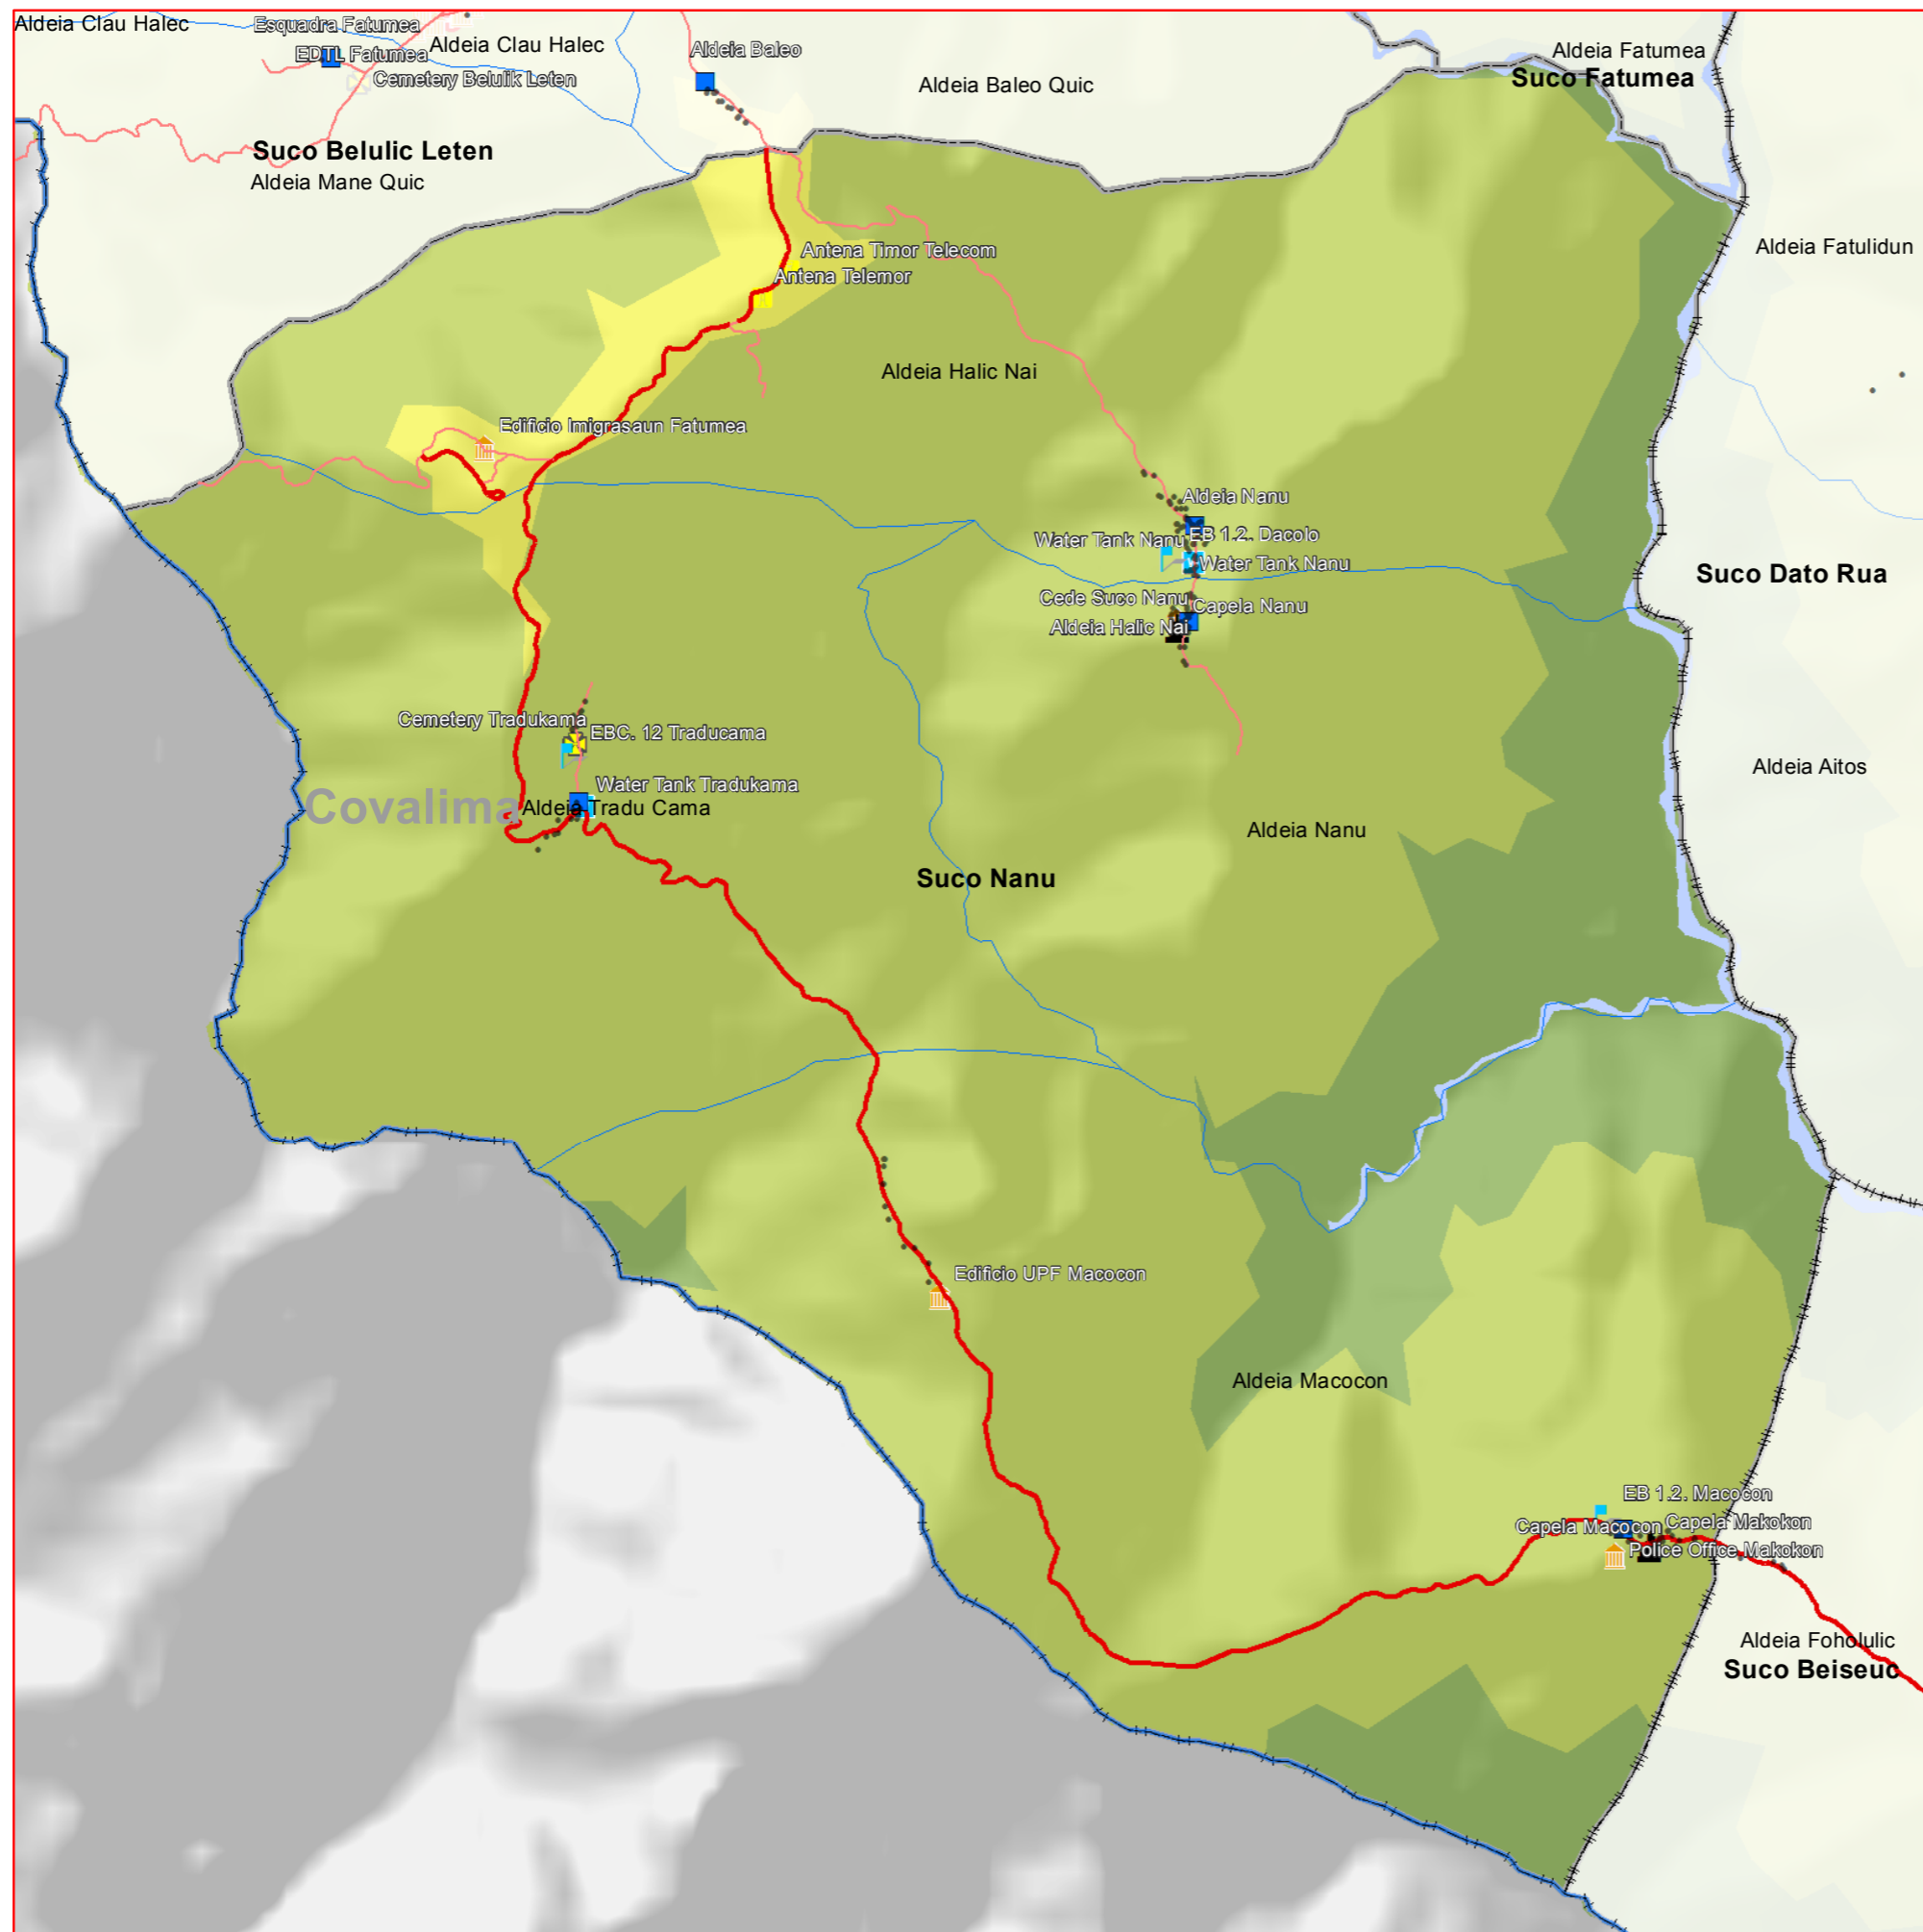 Aldeia Clau Halec
Esquadra Fatumea
Aldeia Clau Halec
EDTL Fatumea
Cemetery Belulik Leten
Aldeia Baleo
Aldeia Baleo Quic
Aldeia Fatumea
Suco Fatumea
Suco Belulic Leten
Aldeia Mane Quic
Antena Timor Telecom
Antena Telemor
Aldeia Fatulidun
Aldeia Halic Nai
Edificio Imigrasaun Fatumea
Aldeia Nanu
EB 1.2. Dacolo
Water Tank Nanu
Water Tank Nanu
Suco Dato Rua
Cede Suco Nanu
Capela Nanu
Aldeia Halic Nai
Cemetery Tradukama
EBC. 12 Traducama
Aldeia Aitos
Water Tank Tradukama
Covalima
Aldeia Tradu Cama
Aldeia Nanu
Suco Nanu
Edificio UPF Macocon
Aldeia Macocon
EB 1.2. Macocon
Capela Macocon
Capela Makokon
Police Office Makokon
Aldeia Foholulic
Suco Beiseuc